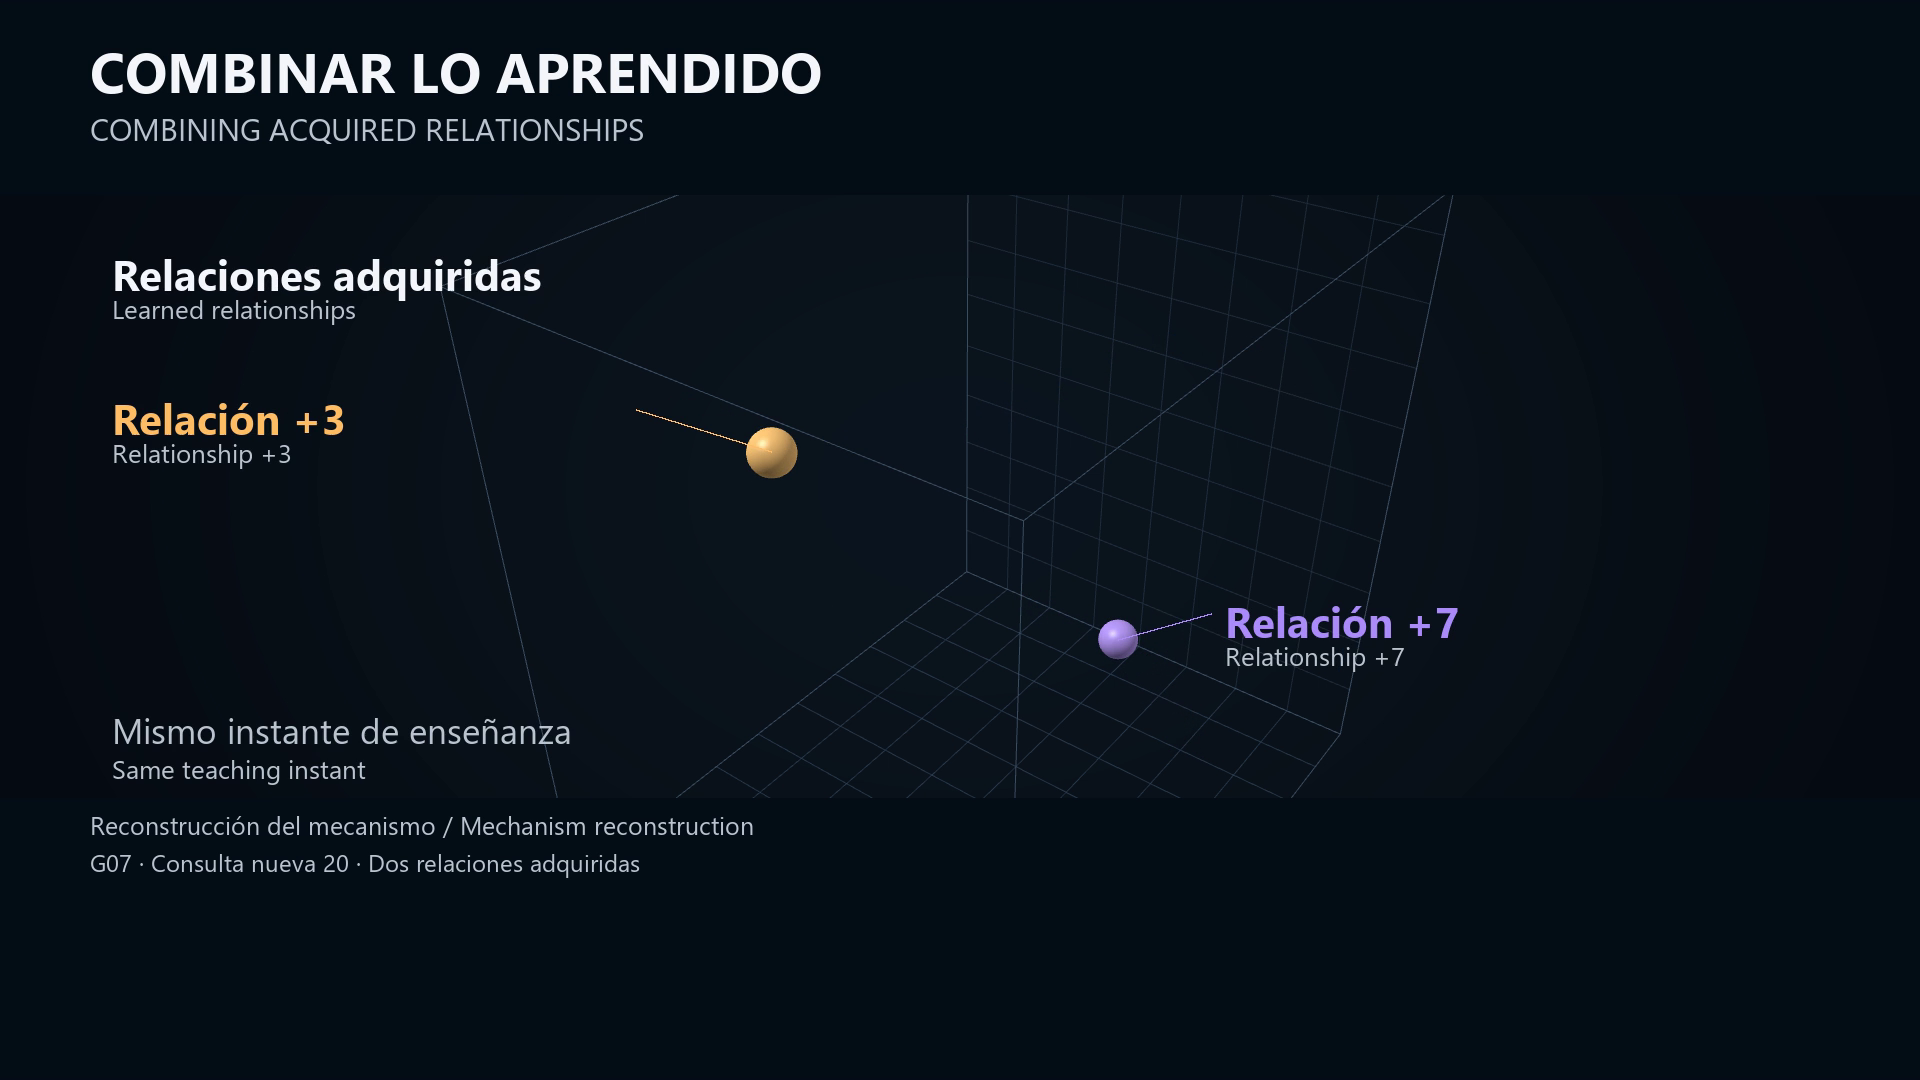 COMBINAR LO APRENDIDO
COMBINING ACQUIRED RELATIONSHIPS
Relaciones adquiridas
Learned relationships
Relación +3
Relationship +3
Relación +7
Relationship +7
Mismo instante de enseñanza
Same teaching instant
Reconstrucción del mecanismo / Mechanism reconstruction
G07 · Consulta nueva 20 · Dos relaciones adquiridas